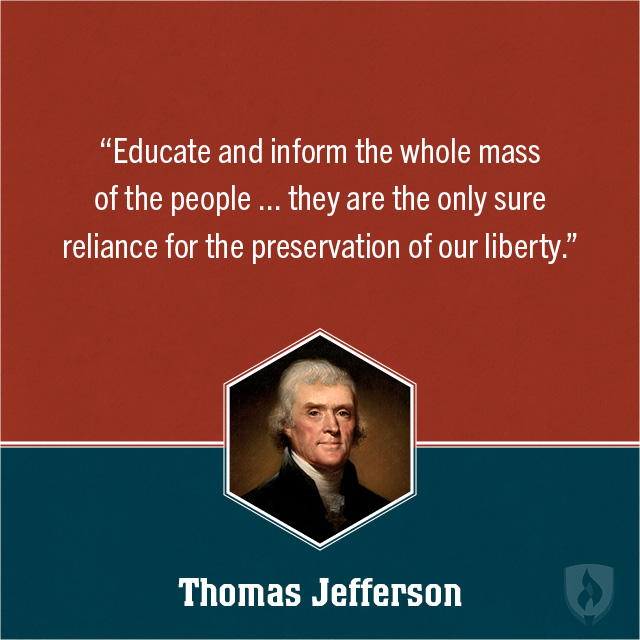 “Educate and inform the whole mass
of the people ... they are the only sure
reliance for the preservation of our liberty.”
Thomas Jefferson